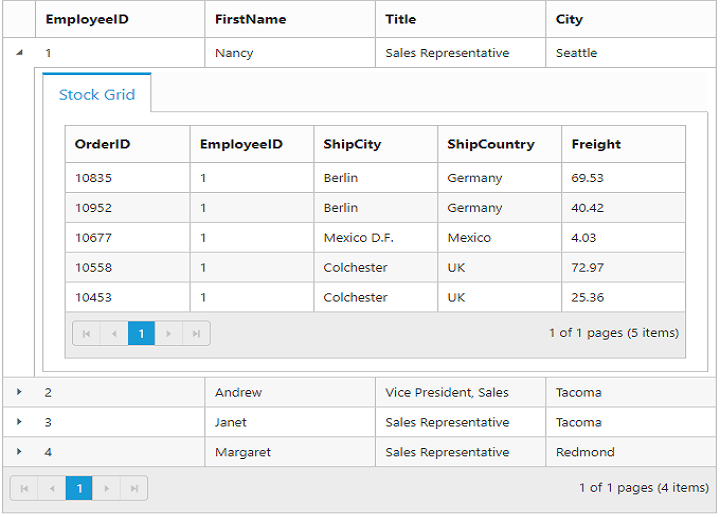 EmployeeID FirstName Title City
1 Nancy Sales Representative Seattle
Stock Grid
OrderID EmployeeID ShipCity ShipCountry Freight
10835 1 Berlin Germany 69.53
10952 1 Berlin Germany 40.42
10677 1 Mexico D.F. Mexico 4.03
10558 1 Colchester UK 72.97
10453 1 Colchester UK 25.36
1 1 of 1 pages (5 items)
2 Andrew Vice President, Sales Tacoma
3 Janet Sales Representative Tacoma
4 Margaret Sales Representative Redmond
1 1 of 1 pages (4 items)